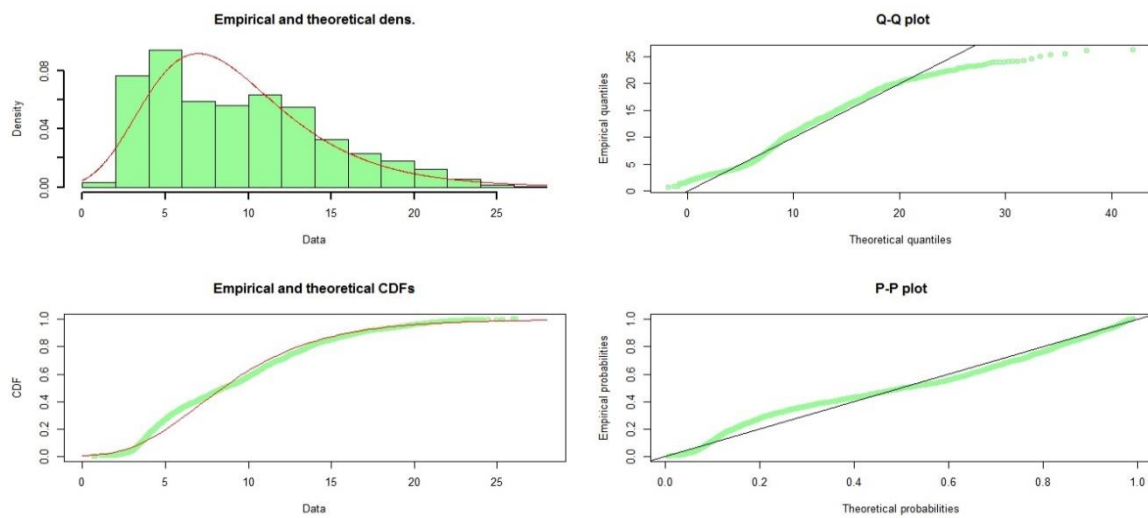 Empirical and theoretical dens.
Density
0.00
0.04
0.08
0 5 10 15 20 25
Data
Q-Q plot
Empirical quantiles
0 5 10 15 20 25
0 10 20 30 40
Theoretical quantiles
Empirical and theoretical CDFs
CDF
0.0 0.2 0.4 0.6 0.8 1.0
0 5 10 15 20 25
Data
P-P plot
Empirical probabilities
0.0 0.2 0.4 0.6 0.8 1.0
0.0 0.2 0.4 0.6 0.8 1.0
Theoretical probabilities